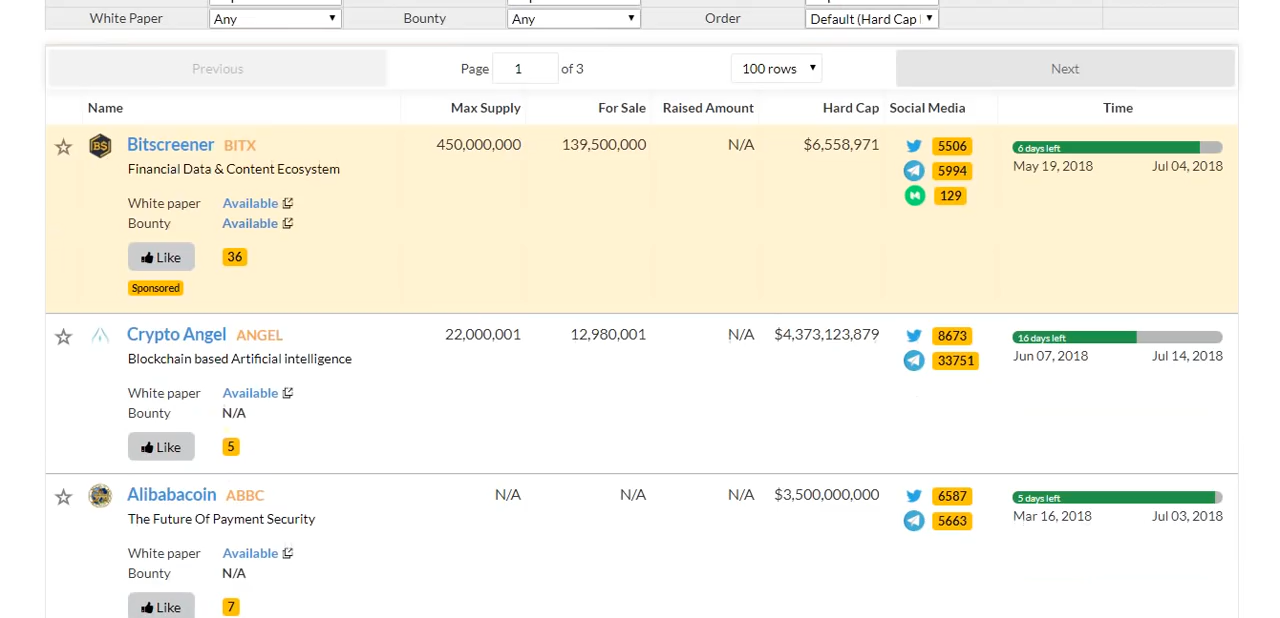 White Paper Any Bounty Any Order Default (Hard Cap
Previous Page 1 of 3 100 rows Next
Name Max Supply For Sale Raised Amount Hard Cap Social Media Time
Bitscreener BITX 450,000,000 139,500,000 N/A $6,558,971 5506 6 days left
Financial Data & Content Ecosystem 5994 May 19, 2018 Jul 04, 2018
White paper Available 129
Bounty Available
Like 36
Sponsored
Crypto Angel ANGEL 22,000,001 12,980,001 N/A $4,373,123,879 8673 16 days left
Blockchain based Artificial intelligence 33751 Jun 07, 2018 Jul 14, 2018
White paper Available
Bounty N/A
Like 5
Alibabacoin ABBC N/A N/A N/A $3,500,000,000 6587 5 days left
The Future Of Payment Security 5663 Mar 16, 2018 Jul 03, 2018
White paper Available
Bounty N/A
Like 7